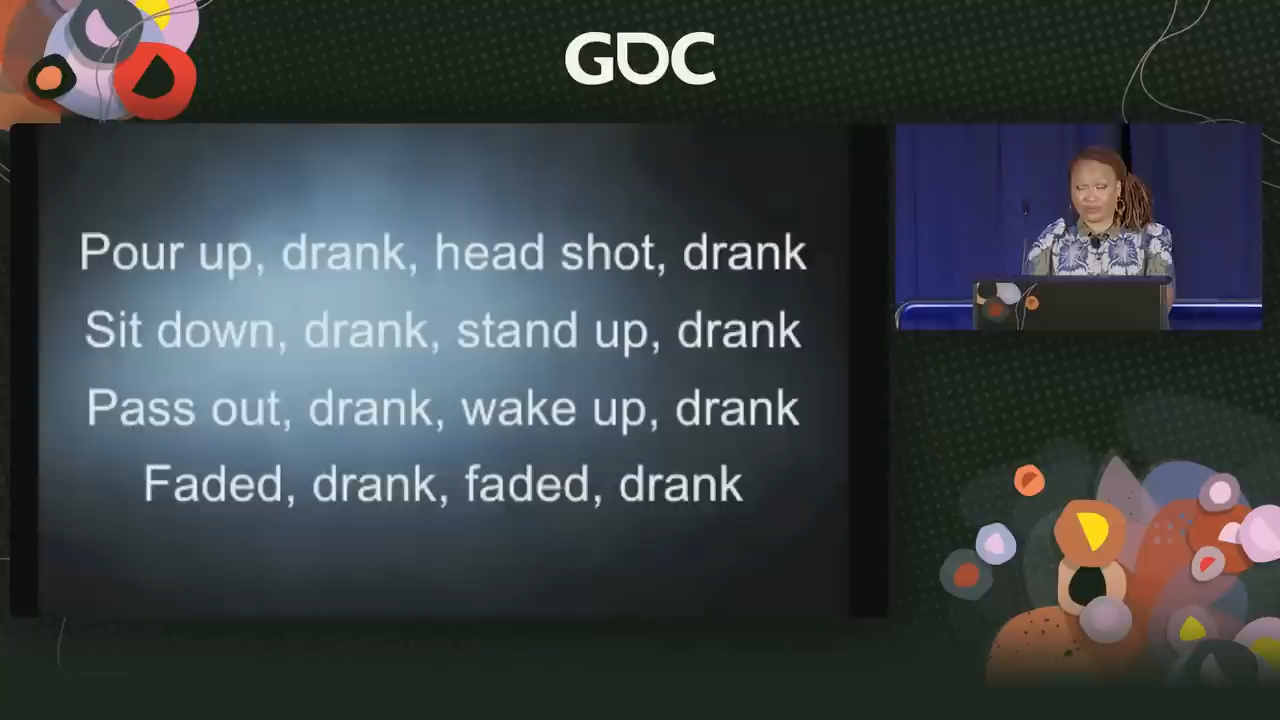 GDC
Pour up, drank, head shot, drank
Sit down, drank, stand up, drank
Pass out, drank, wake up, drank
Faded, drank, faded, drank